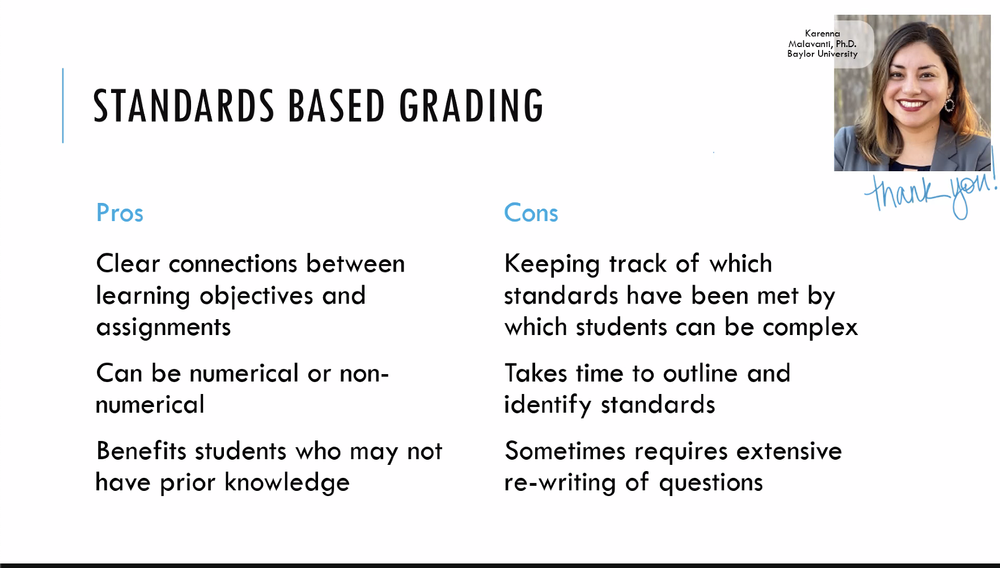 Karenna
Malavanti, Ph.D.
Baylor University
STANDARDS BASED GRADING
thank you!
Pros
Clear connections between
learning objectives and
assignments
Can be numerical or non-
numerical
Benefits students who may not
have prior knowledge
Cons
Keeping track of which
standards have been met by
which students can be complex
Takes time to outline and
identify standards
Sometimes requires extensive
re-writing of questions